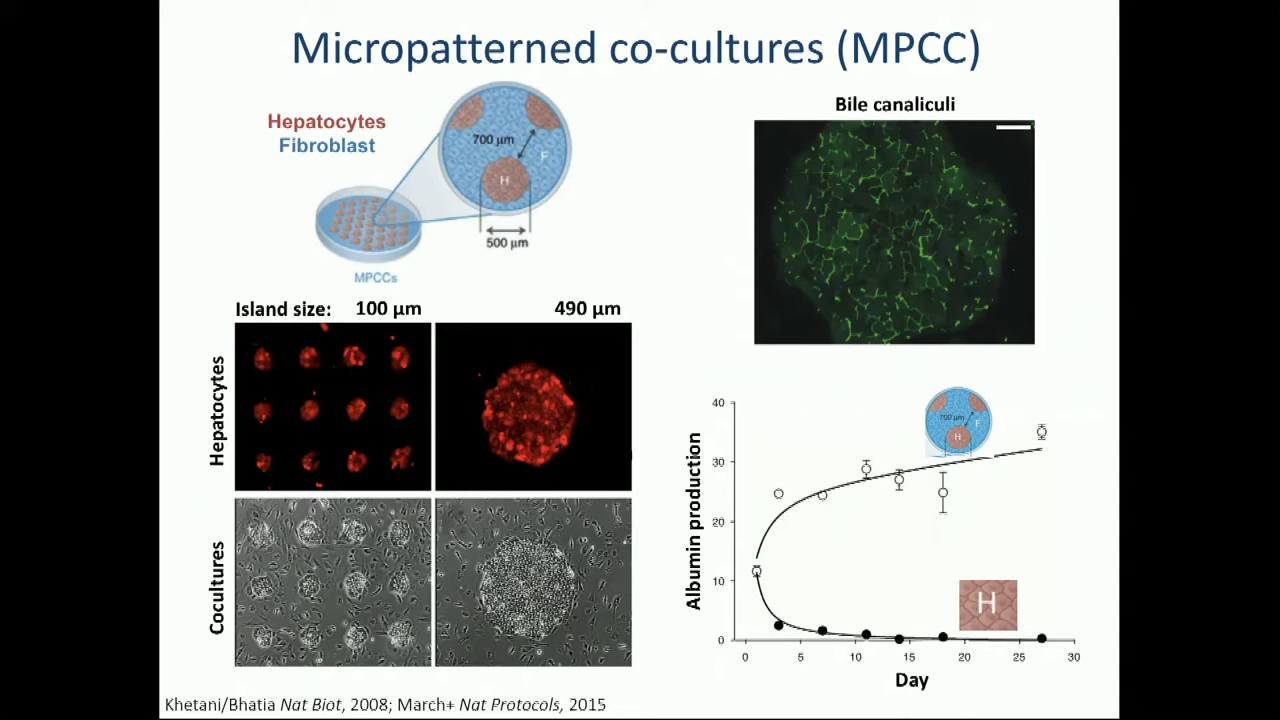 Micropatterned co-cultures (MPCC)
Hepatocytes
Fibroblast
700 µm
F
H
500 µm
MPCCs
Bile canaliculi
Island size: 100 µm 490 µm
Hepatocytes
Cocultures
Albumin production
40
30
20
10
0
0 5 10 15 20 25 30
Day
700 µm
F
H
H
Khetani/Bhatia Nat Biot, 2008; March+ Nat Protocols, 2015